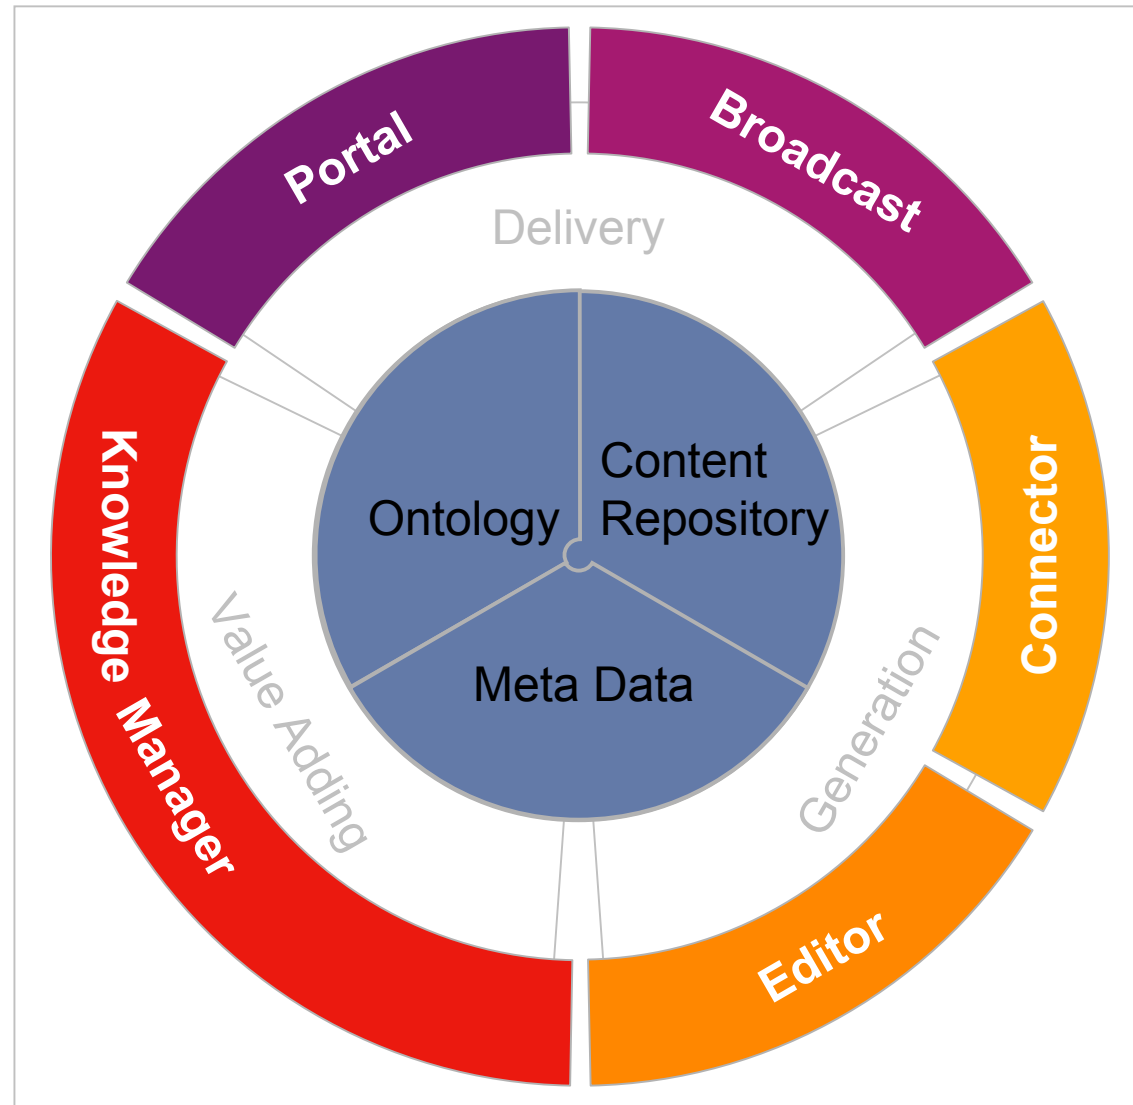 Portal
Broadcast
Delivery
Content
Repository
Ontology
Meta Data
Knowledge Manager
Value Adding
Connector
Generation
Editor